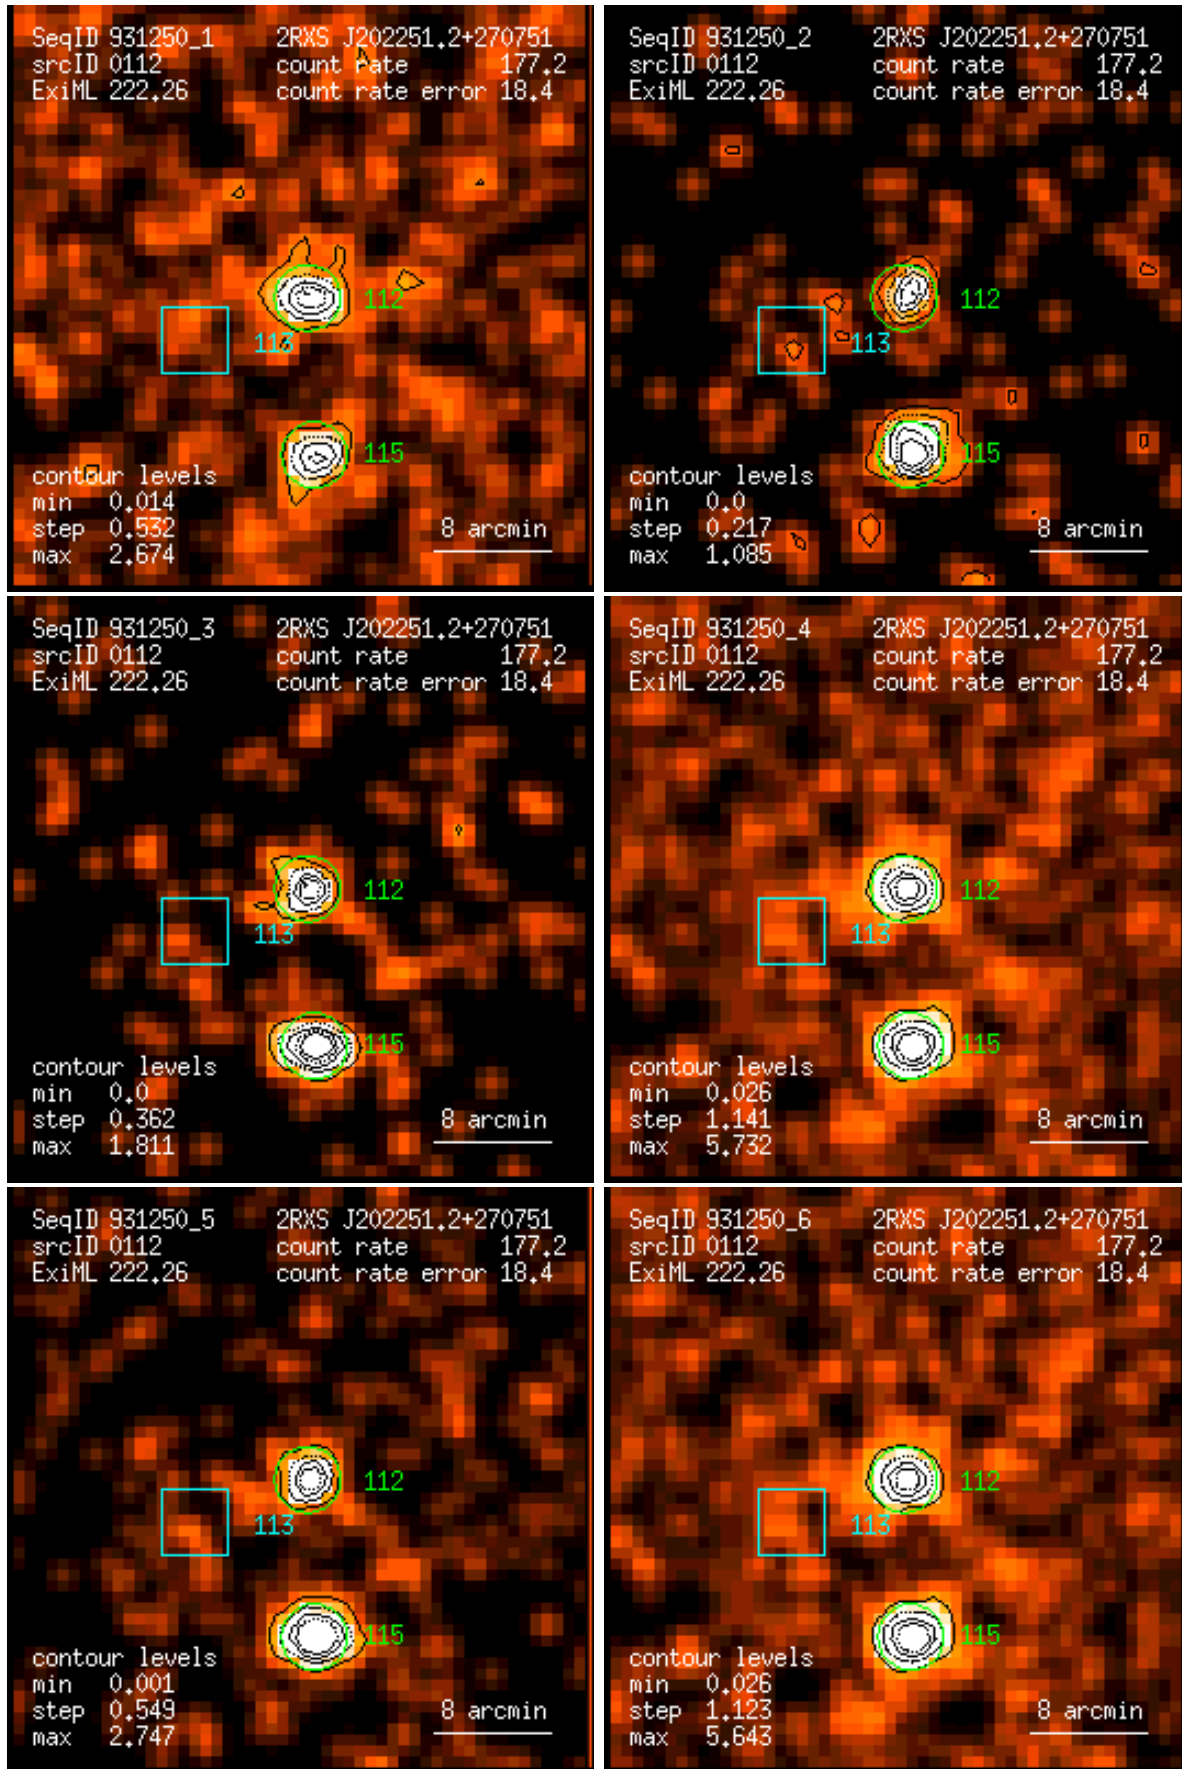 SeqID 931250_1 2RXS J202251.2+270751
srcID 0112 count rate 177.2
ExiML 222.26 count rate error 18.4
112
113
115
contour levels
min 0.014
step 0.532 8 arcmin
max 2.674
SeqID 931250_2 2RXS J202251.2+270751
srcID 0112 count rate 177.2
ExiML 222.26 count rate error 18.4
112
113
115
contour levels
min 0.0
step 0.217 8 arcmin
max 1.085
SeqID 931250_3 2RXS J202251.2+270751
srcID 0112 count rate 177.2
ExiML 222.26 count rate error 18.4
112
113
115
contour levels
min 0.0
step 0.362 8 arcmin
max 1.811
SeqID 931250_4 2RXS J202251.2+270751
srcID 0112 count rate 177.2
ExiML 222.26 count rate error 18.4
112
113
115
contour levels
min 0.026
step 1.141 8 arcmin
max 5.732
SeqID 931250_5 2RXS J202251.2+270751
srcID 0112 count rate 177.2
ExiML 222.26 count rate error 18.4
112
113
115
contour levels
min 0.001
step 0.549 8 arcmin
max 2.747
SeqID 931250_6 2RXS J202251.2+270751
srcID 0112 count rate 177.2
ExiML 222.26 count rate error 18.4
112
113
115
contour levels
min 0.026
step 1.123 8 arcmin
max 5.643